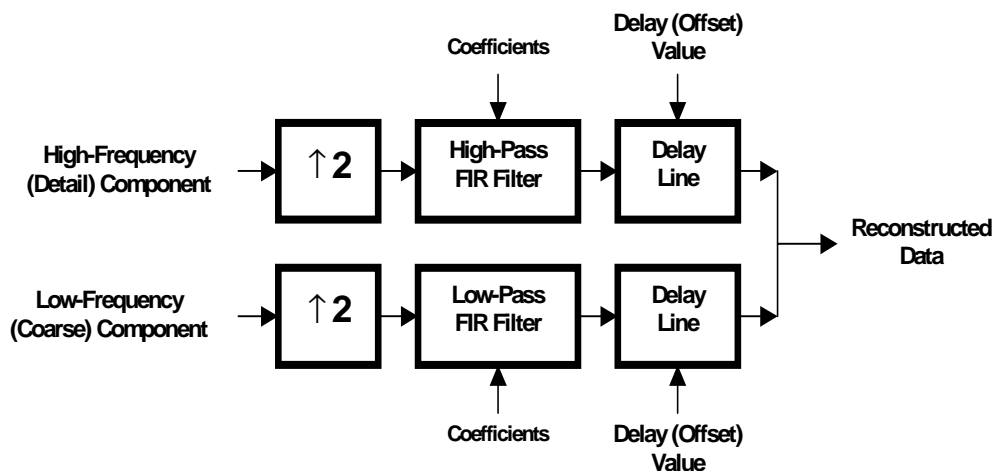 Coefficients
Delay (Offset)
Value
High-Frequency
(Detail) Component
↑2
High-Pass
FIR Filter
Delay
Line
Reconstructed
Data
Low-Frequency
(Coarse) Component
↑2
Low-Pass
FIR Filter
Delay
Line
Coefficients
Delay (Offset)
Value